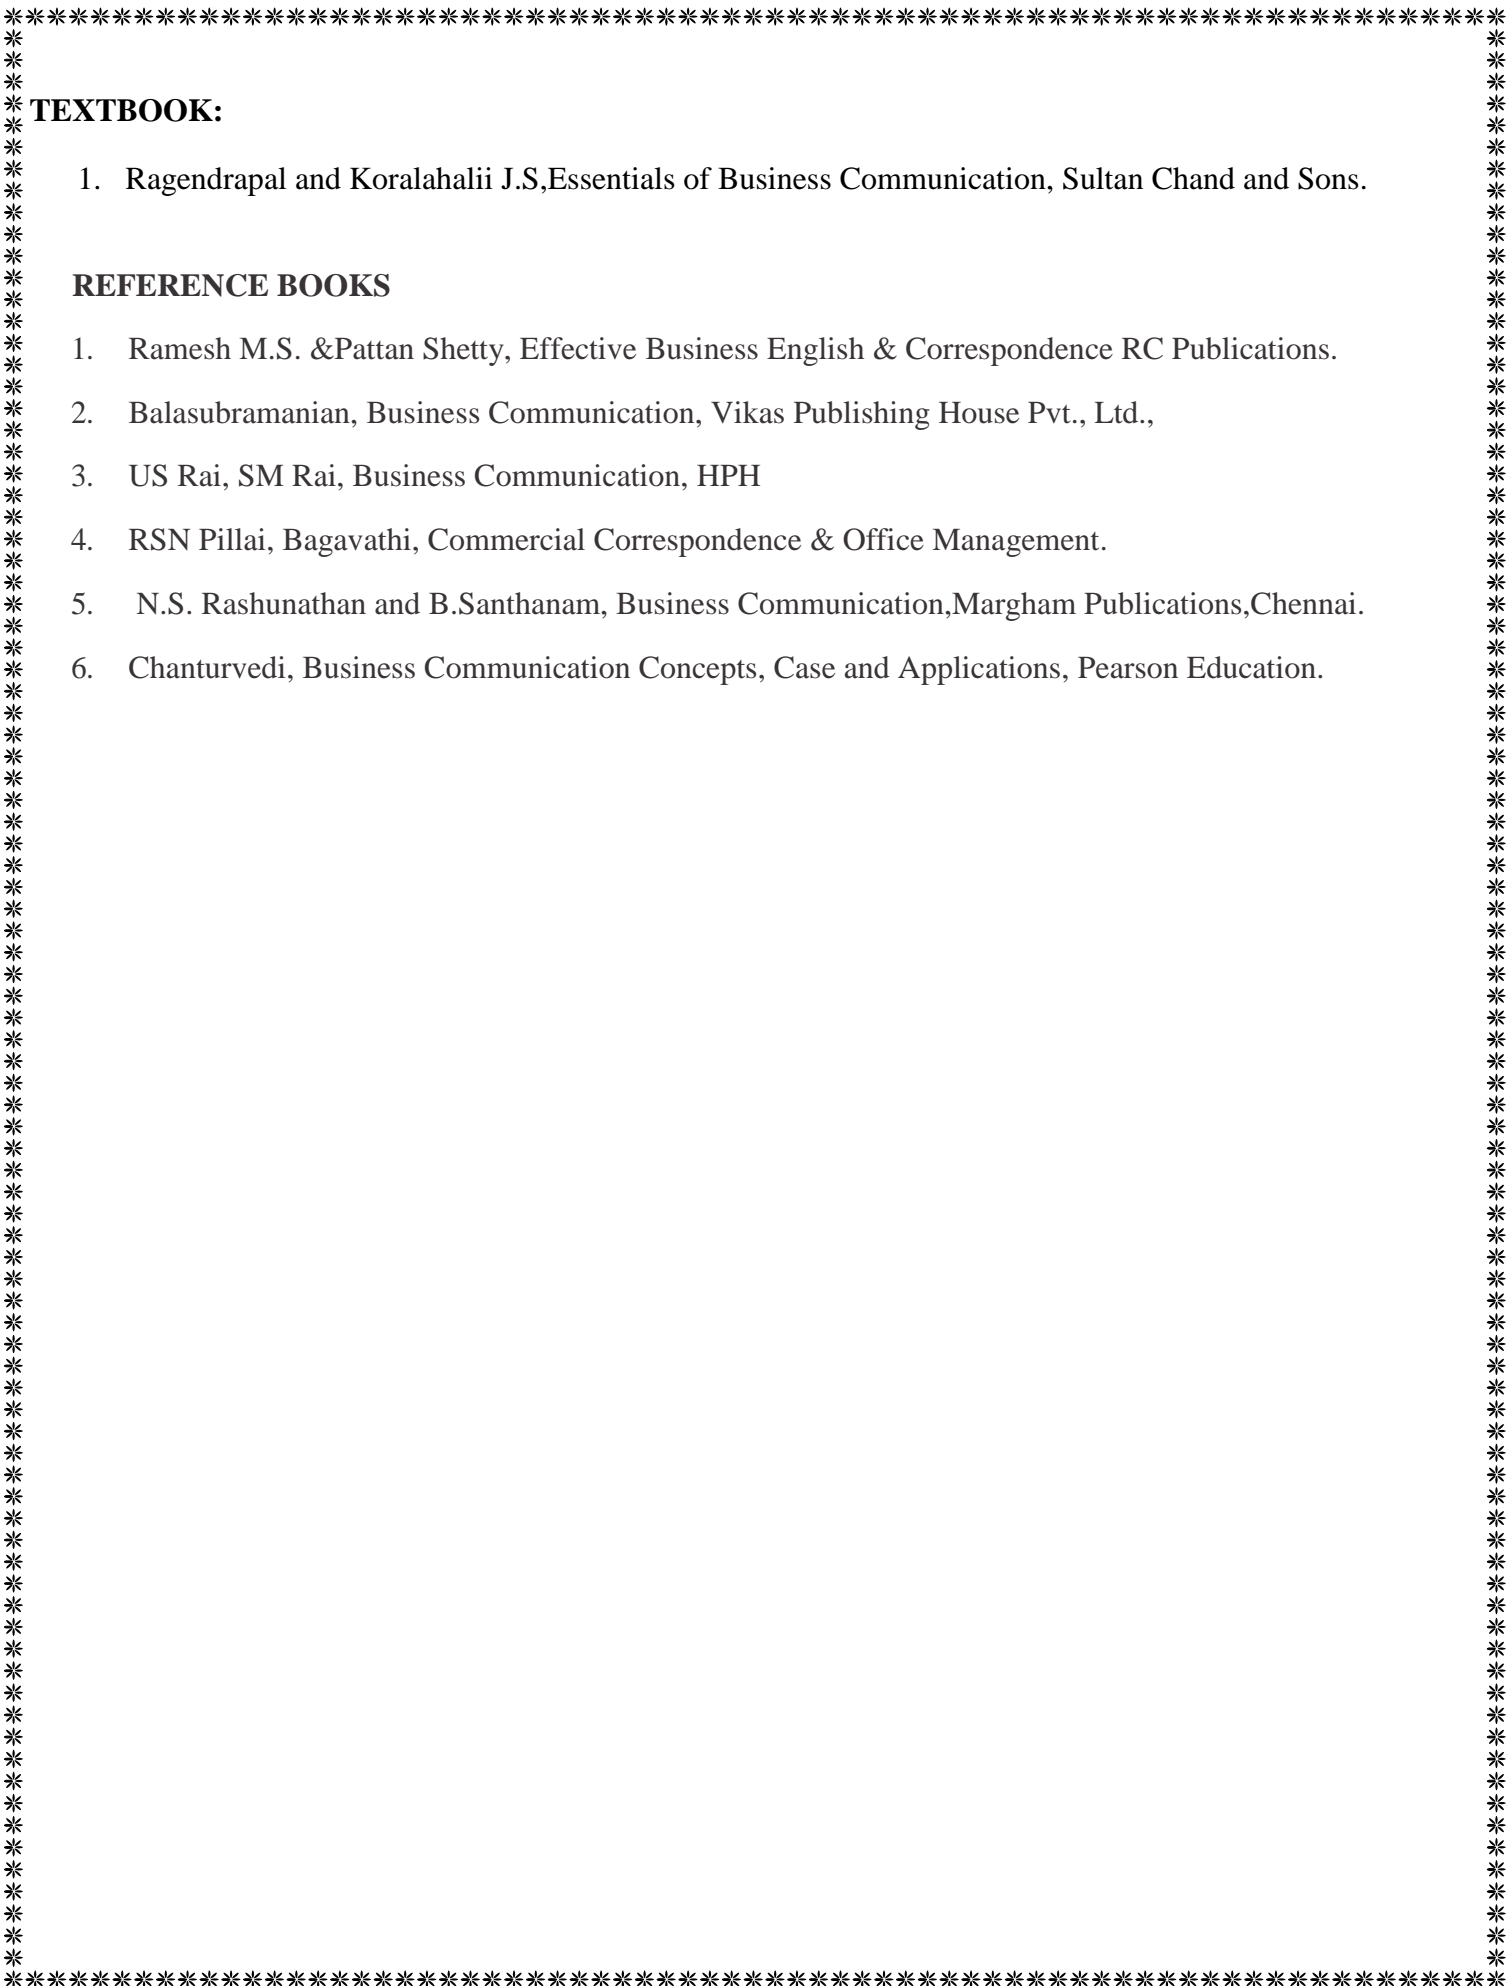 TEXTBOOK:
1. Ragendrapal and Koralahalii J.S,Essentials of Business Communication, Sultan Chand and Sons.
REFERENCE BOOKS
1. Ramesh M.S. &Pattan Shetty, Effective Business English & Correspondence RC Publications.
2. Balasubramanian, Business Communication, Vikas Publishing House Pvt., Ltd.,
3. US Rai, SM Rai, Business Communication, HPH
4. RSN Pillai, Bagavathi, Commercial Correspondence & Office Management.
5. N.S. Rashunathan and B.Santhanam, Business Communication,Margham Publications,Chennai.
6. Chanturvedi, Business Communication Concepts, Case and Applications, Pearson Education.